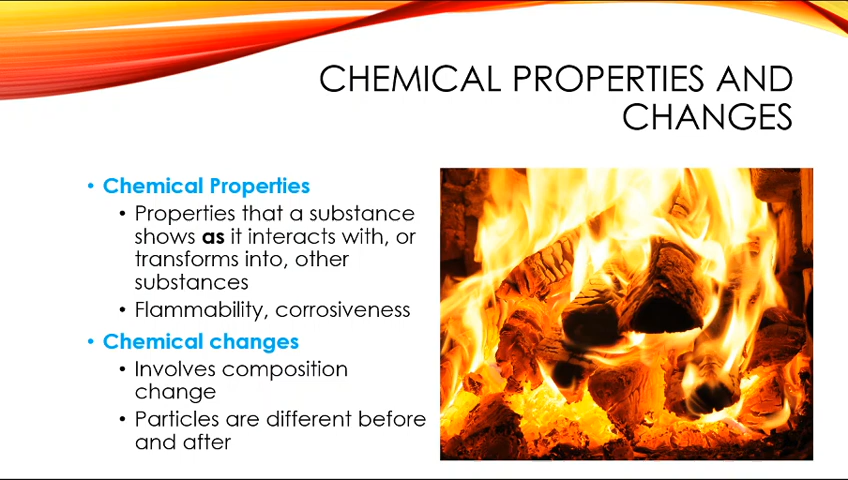 CHEMICAL PROPERTIES AND
CHANGES
• Chemical Properties
• Properties that a substance
shows as it interacts with, or
transforms into, other
substances
• Flammability, corrosiveness
• Chemical changes
• Involves composition
change
• Particles are different before
and after